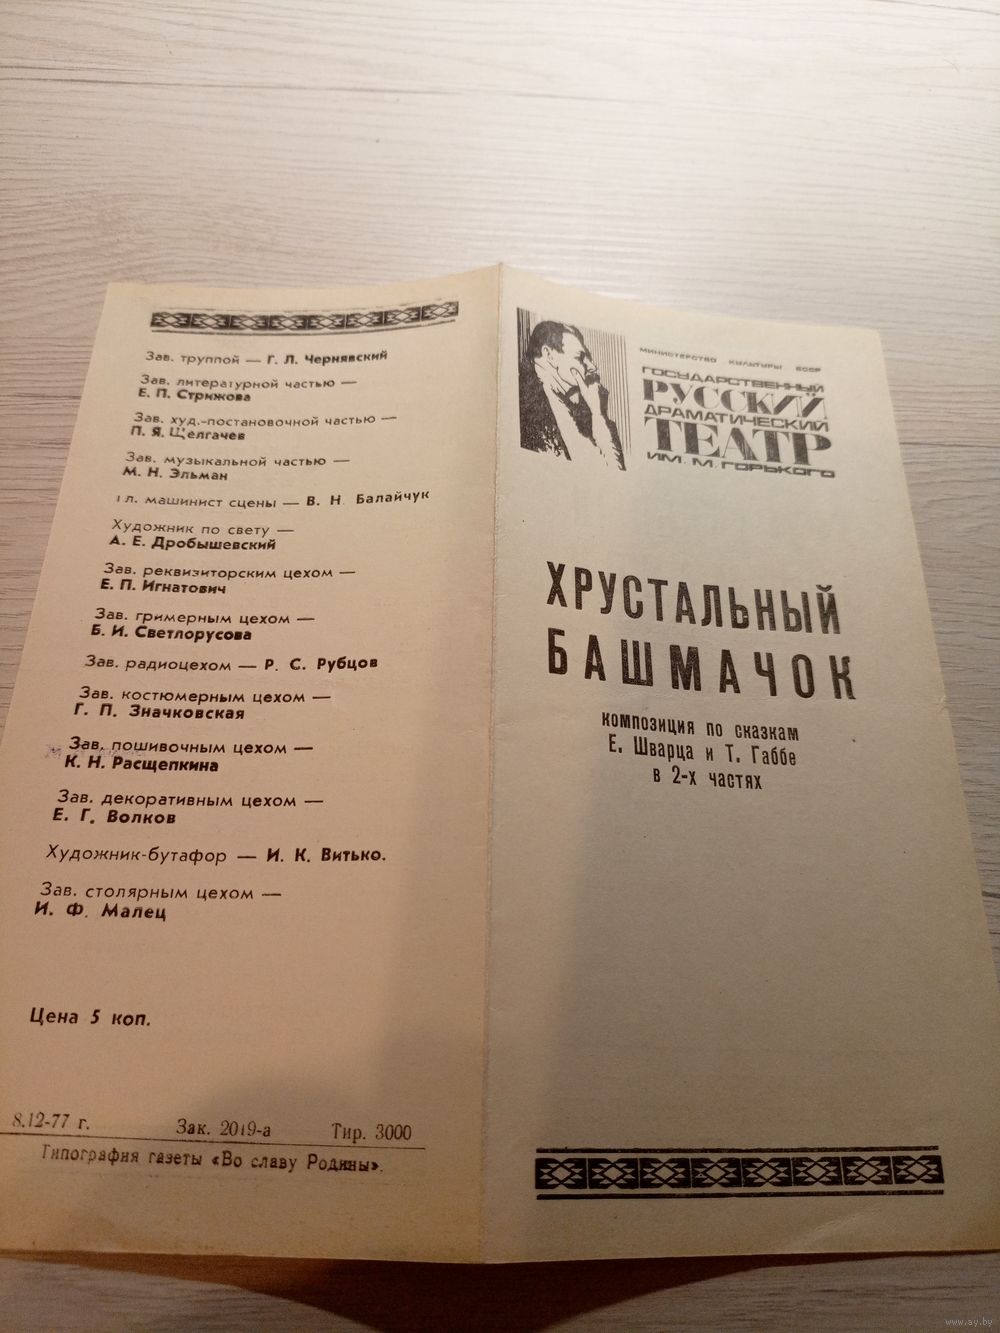 Зав. труппой — Г. Л. Чернявский
Зав. литературной частью —
Е. П. Стрижова
Зав. худ.-постановочной частью —
П. Я. Щелгачев
Зав. музыкальной частью —
М. Н. Эльман
л. машинист сцены — В. Н. Балайчук
Художник по свету —
А. Е. Дробышевский
Зав. реквизиторским цехом —
Е. П. Игнатович
Зав. гримерным цехом —
Б. И. Светлорусова
Зав. радиоцехом — Р. С. Рубцов
Зав. костюмерным цехом —
Г. П. Значковская
Зав. пошивочным цехом —
К. Н. Расщепкина
Зав. декоративным цехом —
Е. Г. Волков
Художник-бутафор — И. К. Витько.
Зав. столярным цехом —
И. Ф. Малец
Цена 5 коп.
8.12-77 г. Зак. 2019-а Тир. 3000
Типография газеты «Во славу Родины».
МИНИСТЕРСТВО КУЛЬТУРЫ БССР
ГОСУДАРСТВЕННЫЙ
РУССКИЙ
ДРАМАТИЧЕСКИЙ
ТЕАТР
ИМ. М. ГОРЬКОГО
ХРУСТАЛЬНЫЙ
БАШМАЧОК
композиция по сказкам
Е. Шварца и Т. Габбе
в 2-х частях
www.ay.by